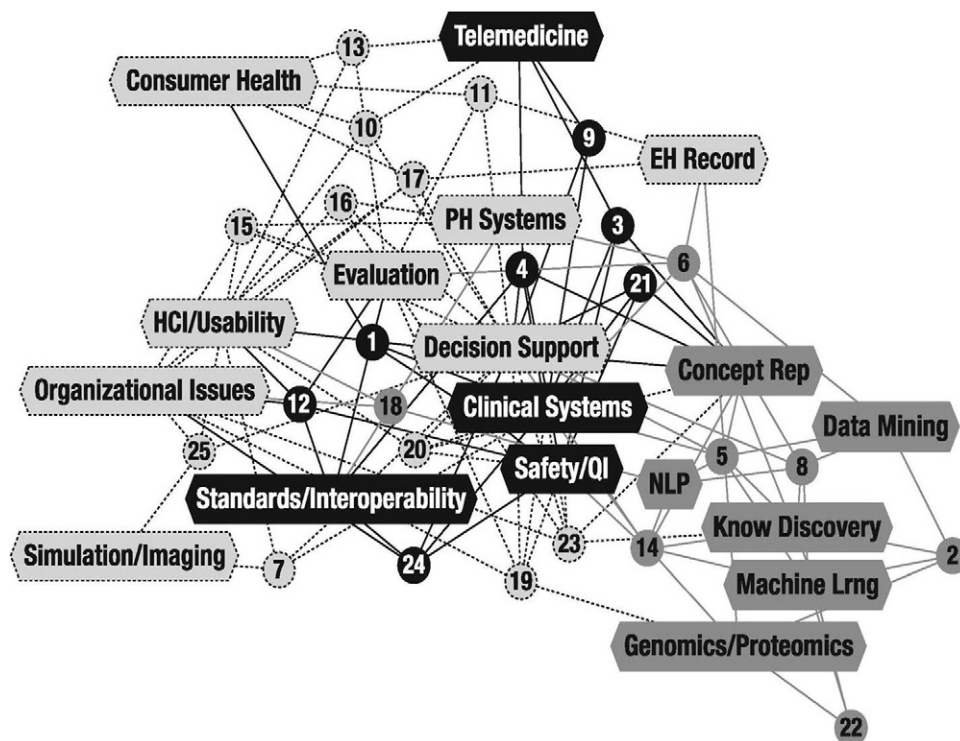 Telemedicine
13
Consumer Health
11
10
9
EH Record
17
16
PH Systems
15
3
6
Evaluation
4
21
HCI/Usability
1
Decision Support
Concept Rep
Organizational Issues
12
18
Clinical Systems
Data Mining
25
20
5
8
Safety/QI
NLP
Standards/Interoperability
Know Discovery
23
14
Simulation/Imaging
2
7
24
19
Machine Lrng
Genomics/Proteomics
22